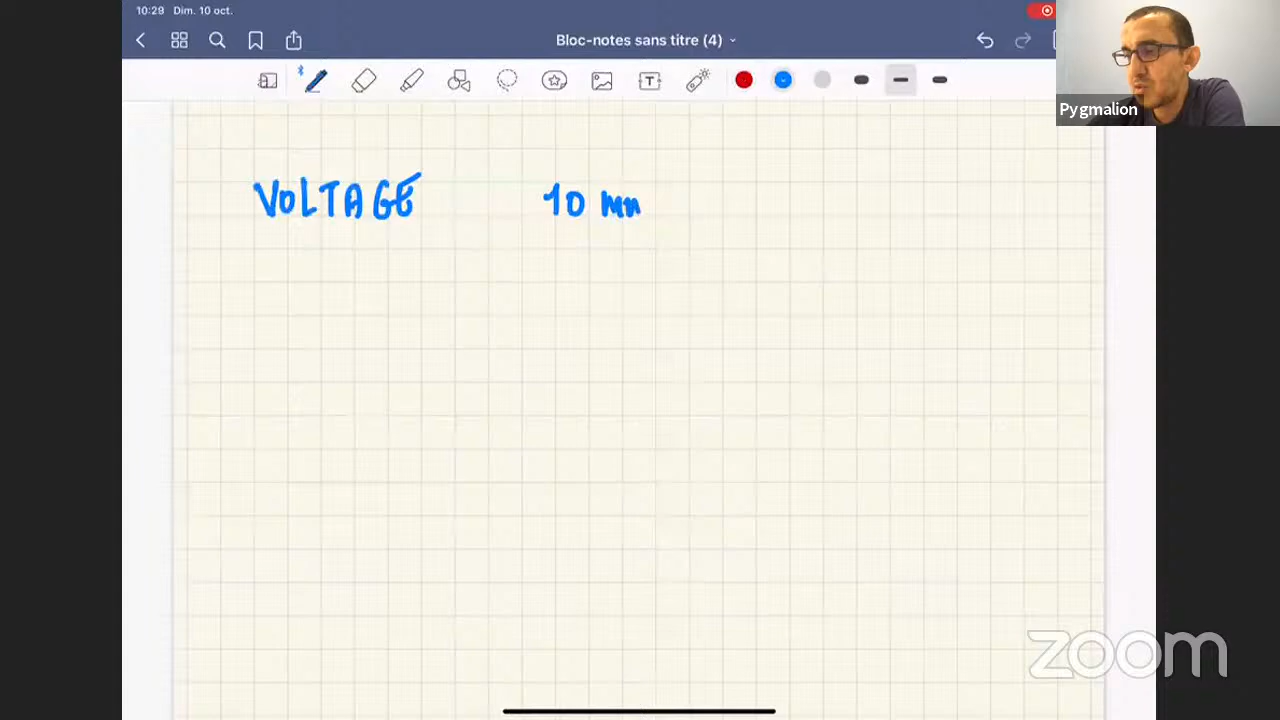 10:29 Dim. 10 oct.
Bloc-notes sans titre (4)
T
Pygmalion
VOLTAGE 10 mn
zoom